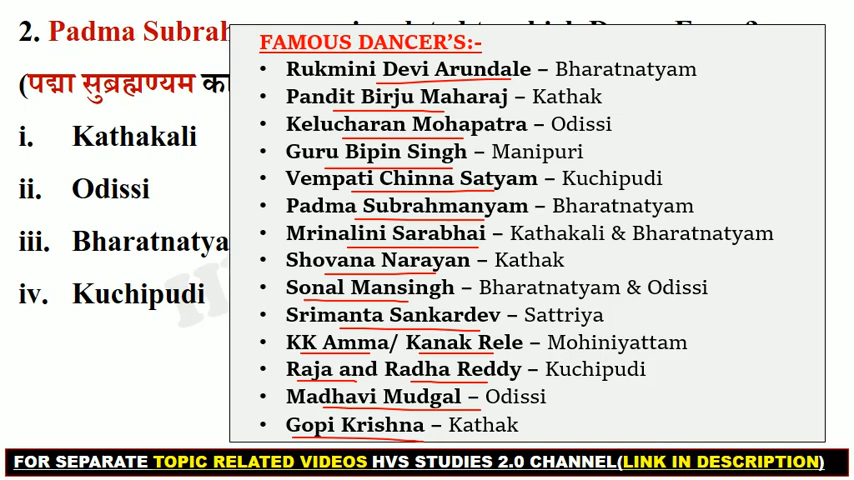 2. Padma Subrah
FAMOUS DANCER'S:-
(पद्मा सुब्रह्मण्यम का
• Rukmini Devi Arundale – Bharatnatyam
• Pandit Birju Maharaj – Kathak
i. Kathakali
• Kelucharan Mohapatra – Odissi
• Guru Bipin Singh – Manipuri
ii. Odissi
• Vempati Chinna Satyam – Kuchipudi
• Padma Subrahmanyam – Bharatnatyam
iii. Bharatnatya
• Mrinalini Sarabhai – Kathakali & Bharatnatyam
• Shovana Narayan – Kathak
iv. Kuchipudi
• Sonal Mansingh – Bharatnatyam & Odissi
• Srimanta Sankardev – Sattriya
• KK Amma/ Kanak Rele – Mohiniyattam
• Raja and Radha Reddy – Kuchipudi
• Madhavi Mudgal – Odissi
• Gopi Krishna – Kathak
FOR SEPARATE TOPIC RELATED VIDEOS HVS STUDIES 2.0 CHANNEL(LINK IN DESCRIPTION)